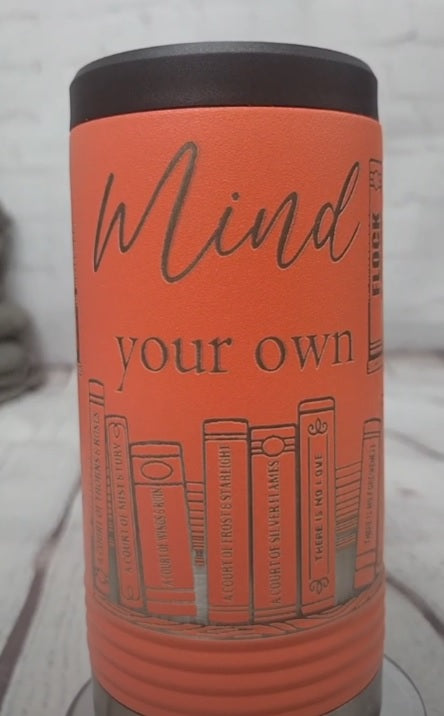 Mind
your own
FLOCK
A COURT OF THORNS & ROSES
A COURT OF MIST & FURY
A COURT OF WINGS & RUIN
A COURT OF FROST & STARLIGHT
A COURT OF SILVER FLAMES
THERE IS NO LOVE